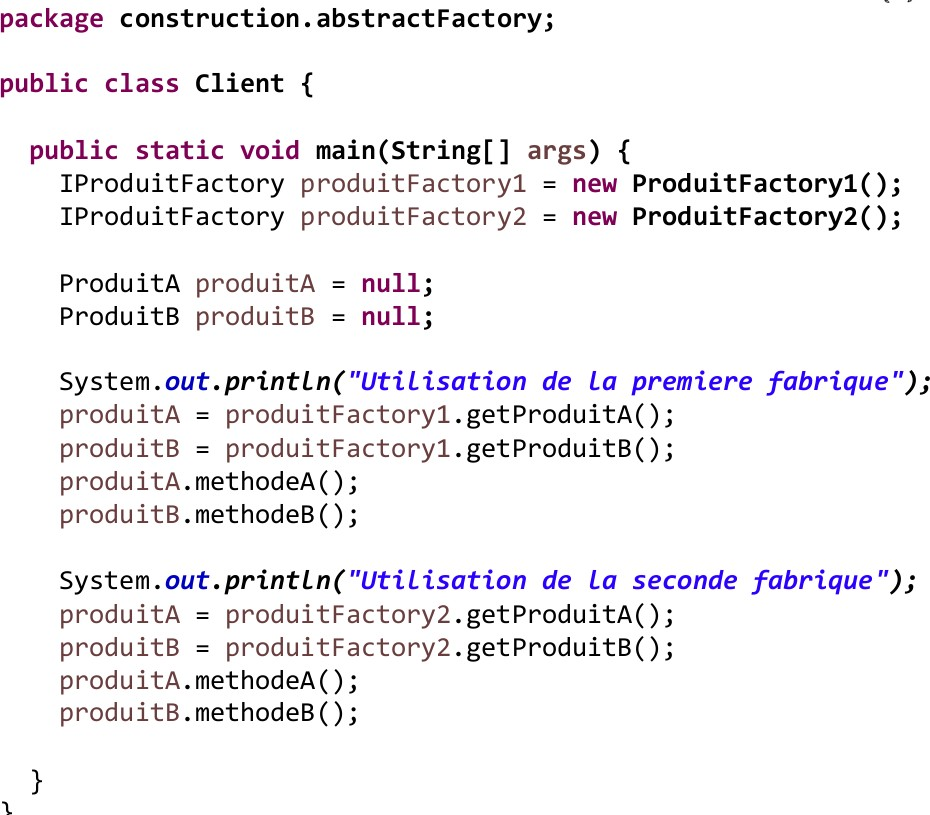 package construction.abstractFactory;
public class Client {
public static void main(String[] args) {
IProduitFactory produitFactory1 = new ProduitFactory1();
IProduitFactory produitFactory2 = new ProduitFactory2();
ProduitA produitA = null;
ProduitB produitB = null;
System.out.println("Utilisation de la premiere fabrique");
produitA = produitFactory1.getProduitA();
produitB = produitFactory1.getProduitB();
produitA.methodeA();
produitB.methodeB();
System.out.println("Utilisation de la seconde fabrique");
produitA = produitFactory2.getProduitA();
produitB = produitFactory2.getProduitB();
produitA.methodeA();
produitB.methodeB();
}
}